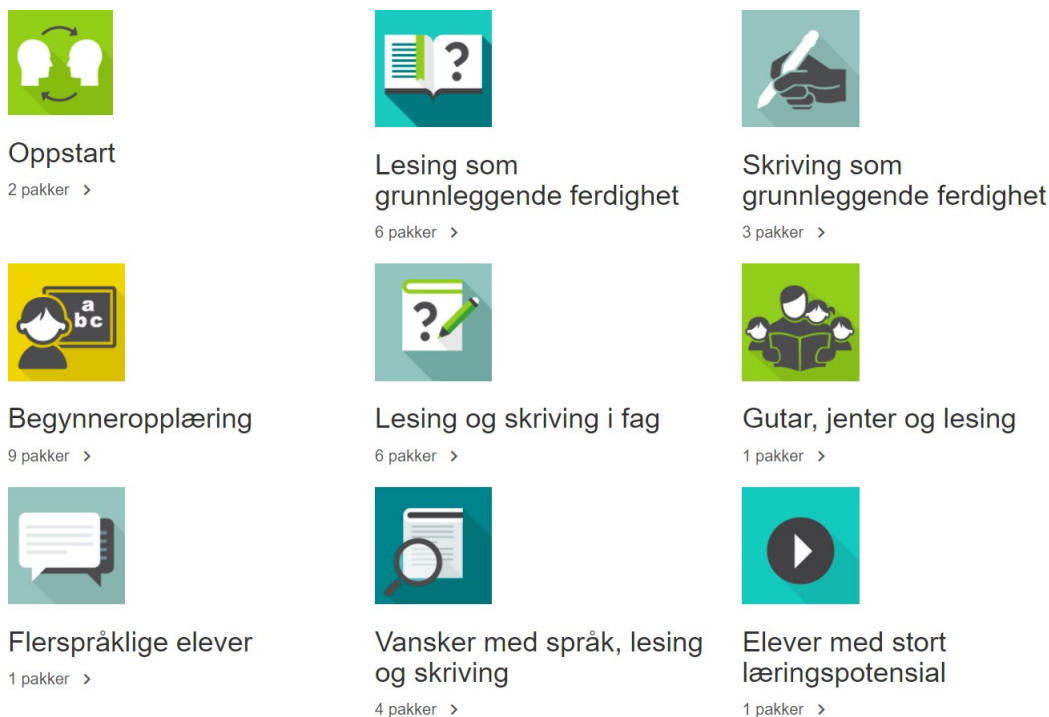 ?
Oppstart
2 pakker >
Lesing som
grunnleggende ferdighet
6 pakker >
Skriving som
grunnleggende ferdighet
3 pakker >
a
b c
Begynneropplæring
9 pakker >
?
Lesing og skriving i fag
6 pakker >
Gutar, jenter og lesing
1 pakker >
Flerspråklige elever
1 pakker >
Vansker med språk, lesing
og skriving
4 pakker >
Elever med stort
læringspotensial
1 pakker >